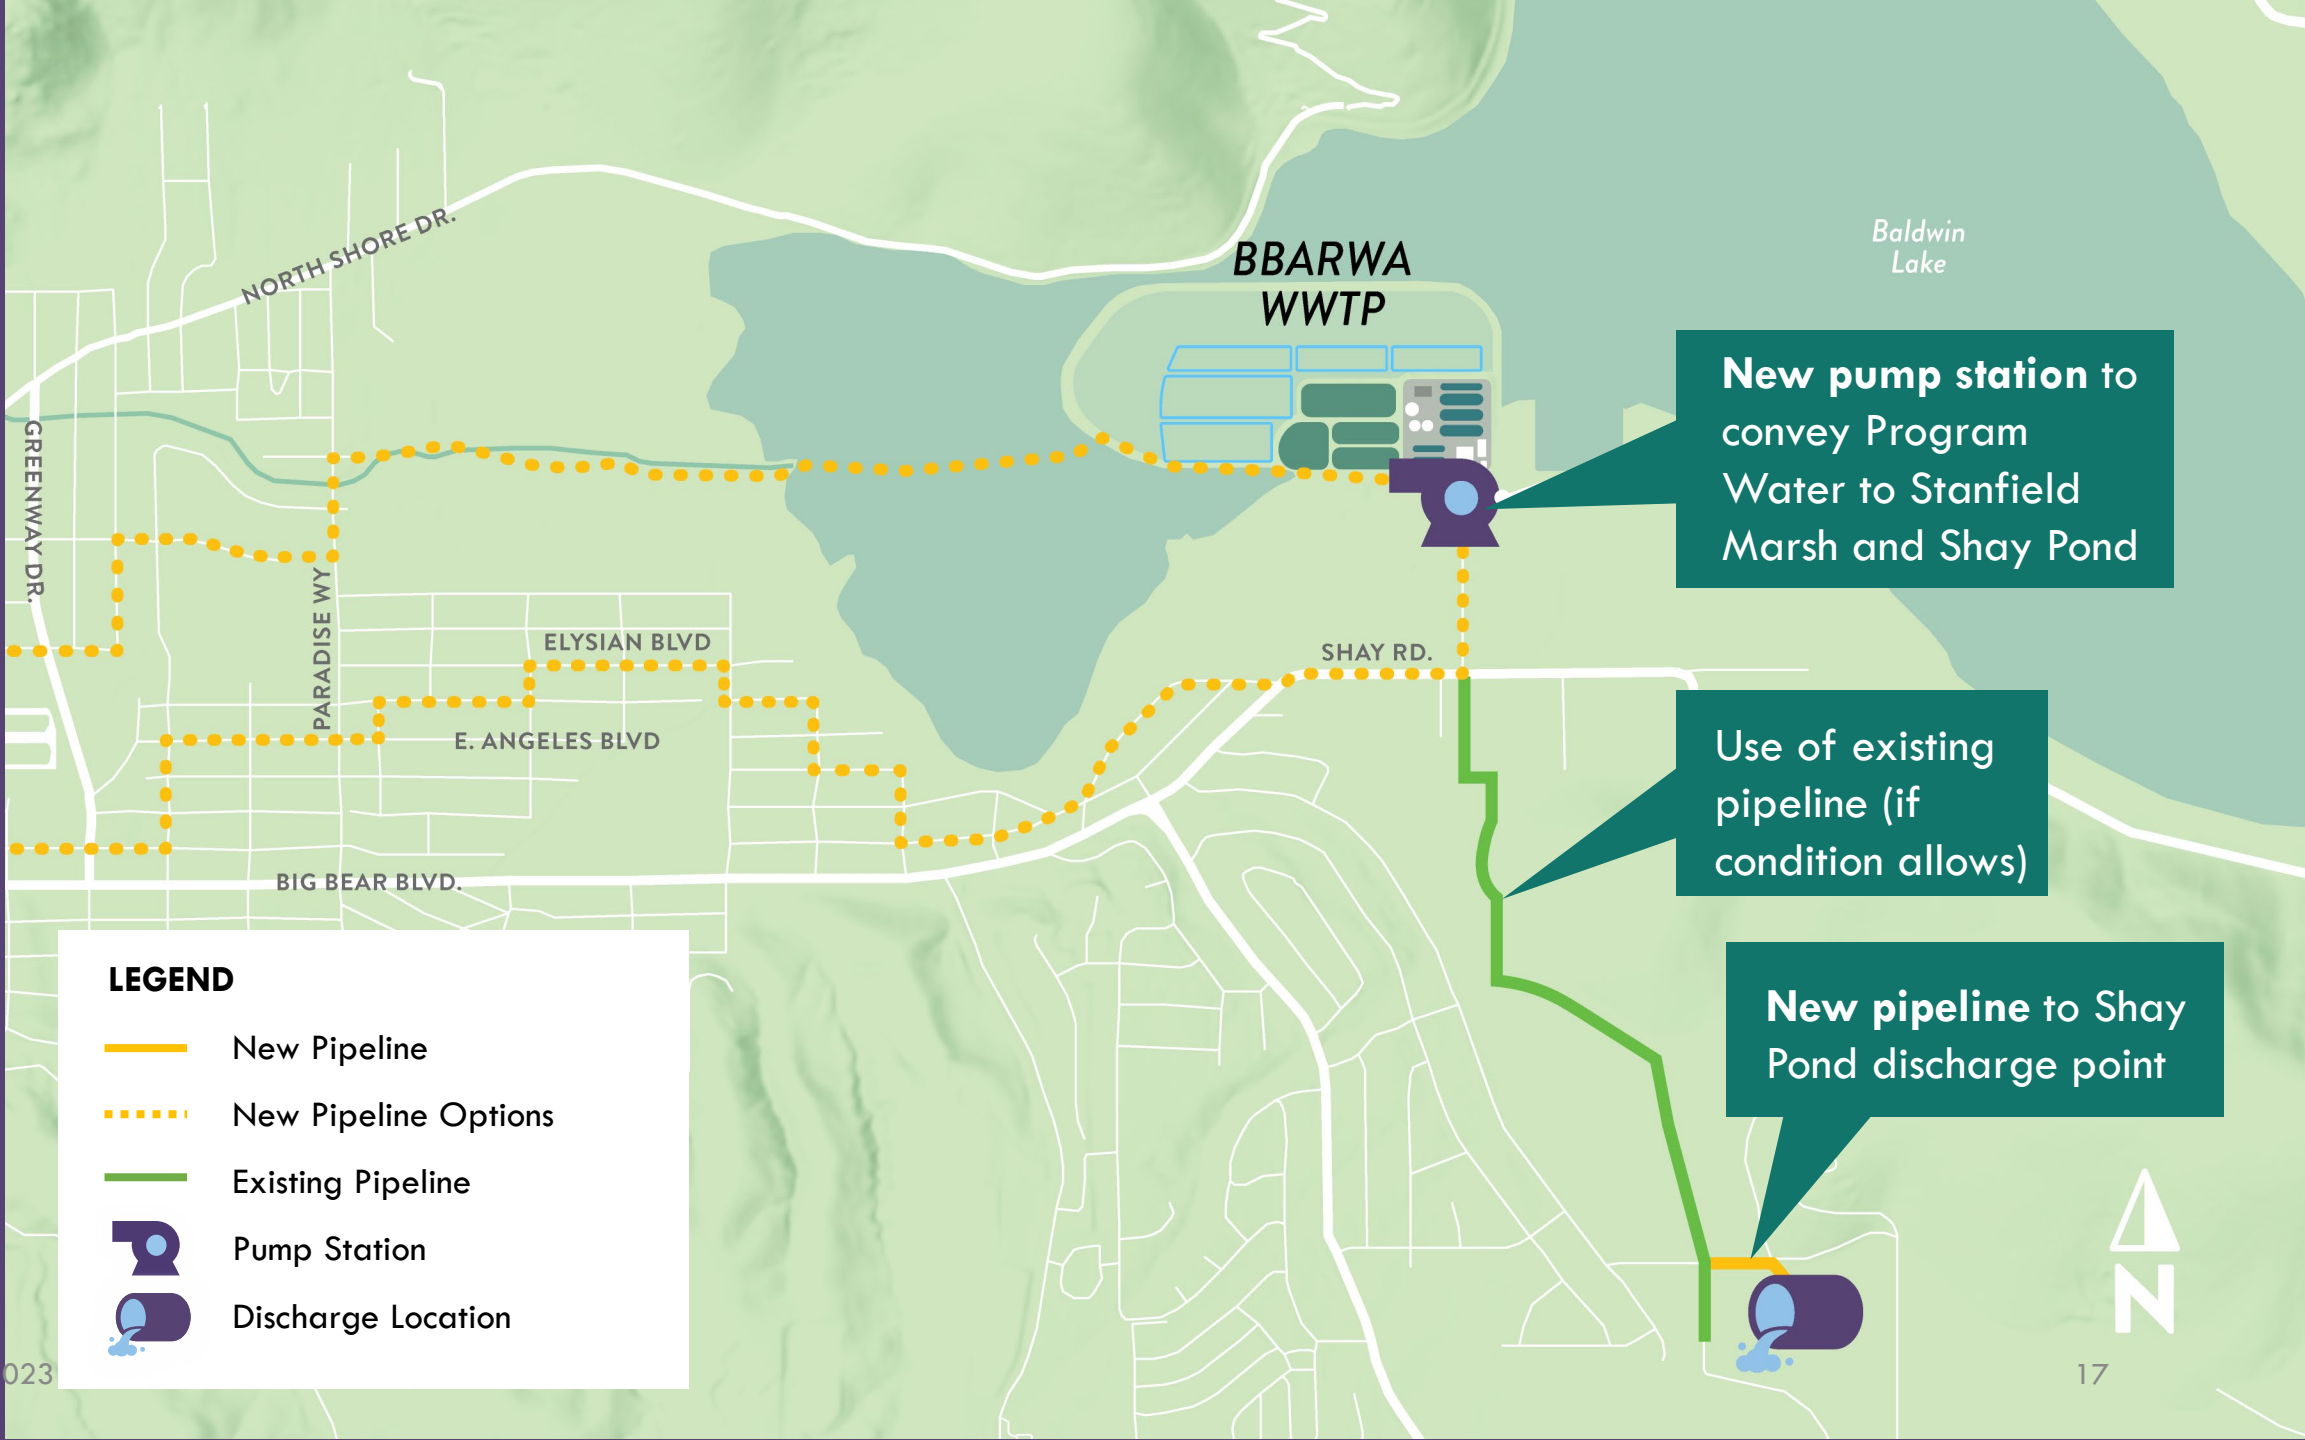 NORTH SHORE DR.
BBARWA
WWTP
Baldwin
Lake
New pump station to
convey Program
Water to Stanfield
Marsh and Shay Pond
GREENWAY DR.
PARADISE WY
ELYSIAN BLVD
SHAY RD.
E. ANGELES BLVD
Use of existing
pipeline (if
condition allows)
BIG BEAR BLVD.
New pipeline to Shay
Pond discharge point
LEGEND
New Pipeline
New Pipeline Options
Existing Pipeline
Pump Station
Discharge Location
N
023
17